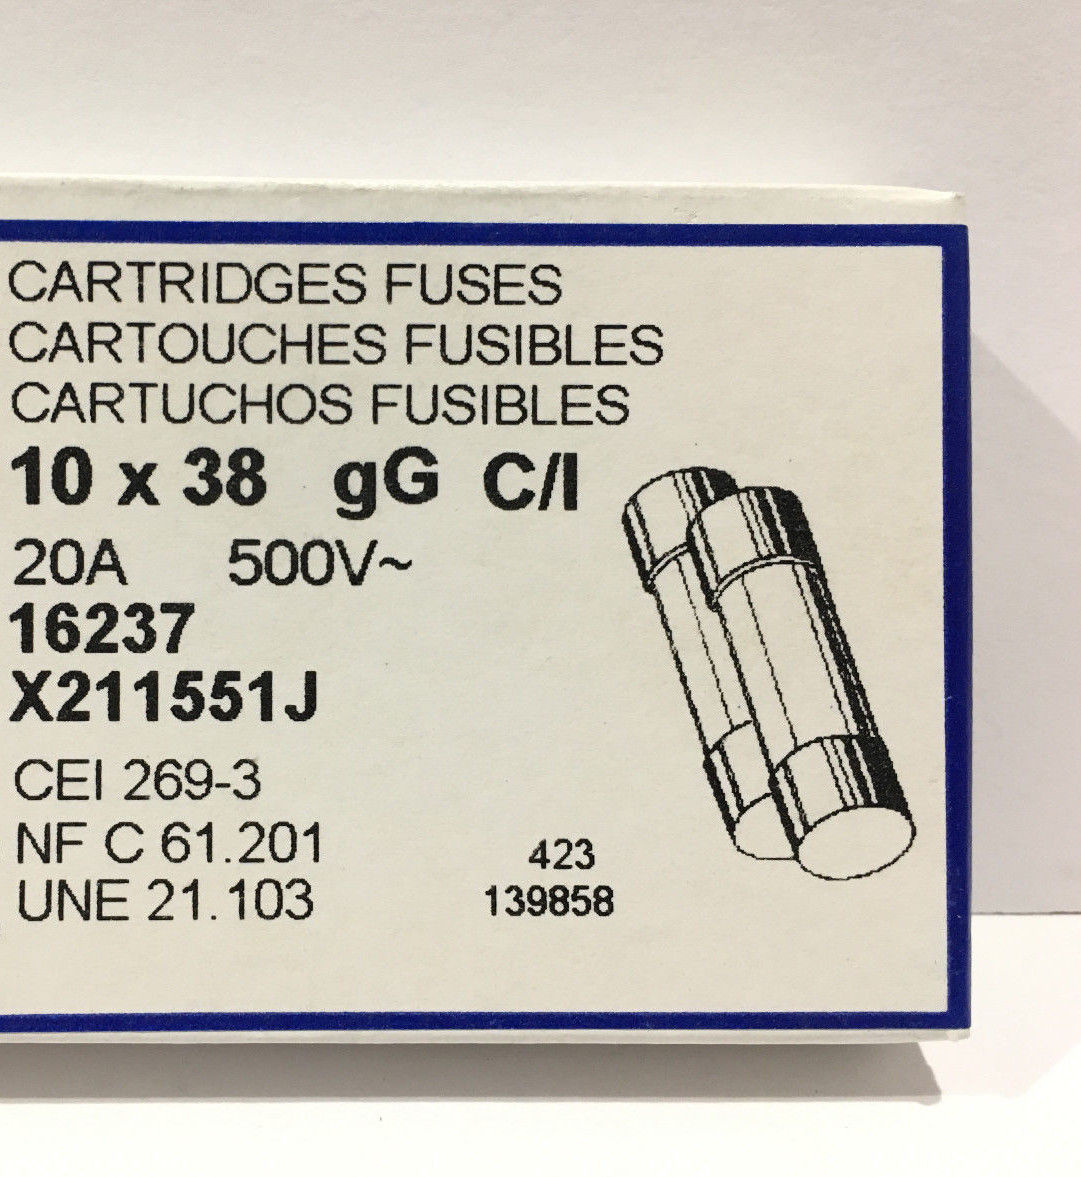 CARTRIDGES FUSES
CARTOUCHES FUSIBLES
CARTUCHOS FUSIBLES
10 x 38 gG C/I
20A 500V~
16237
X211551J
CEI 269-3
NF C 61.201
UNE 21.103
423
139858